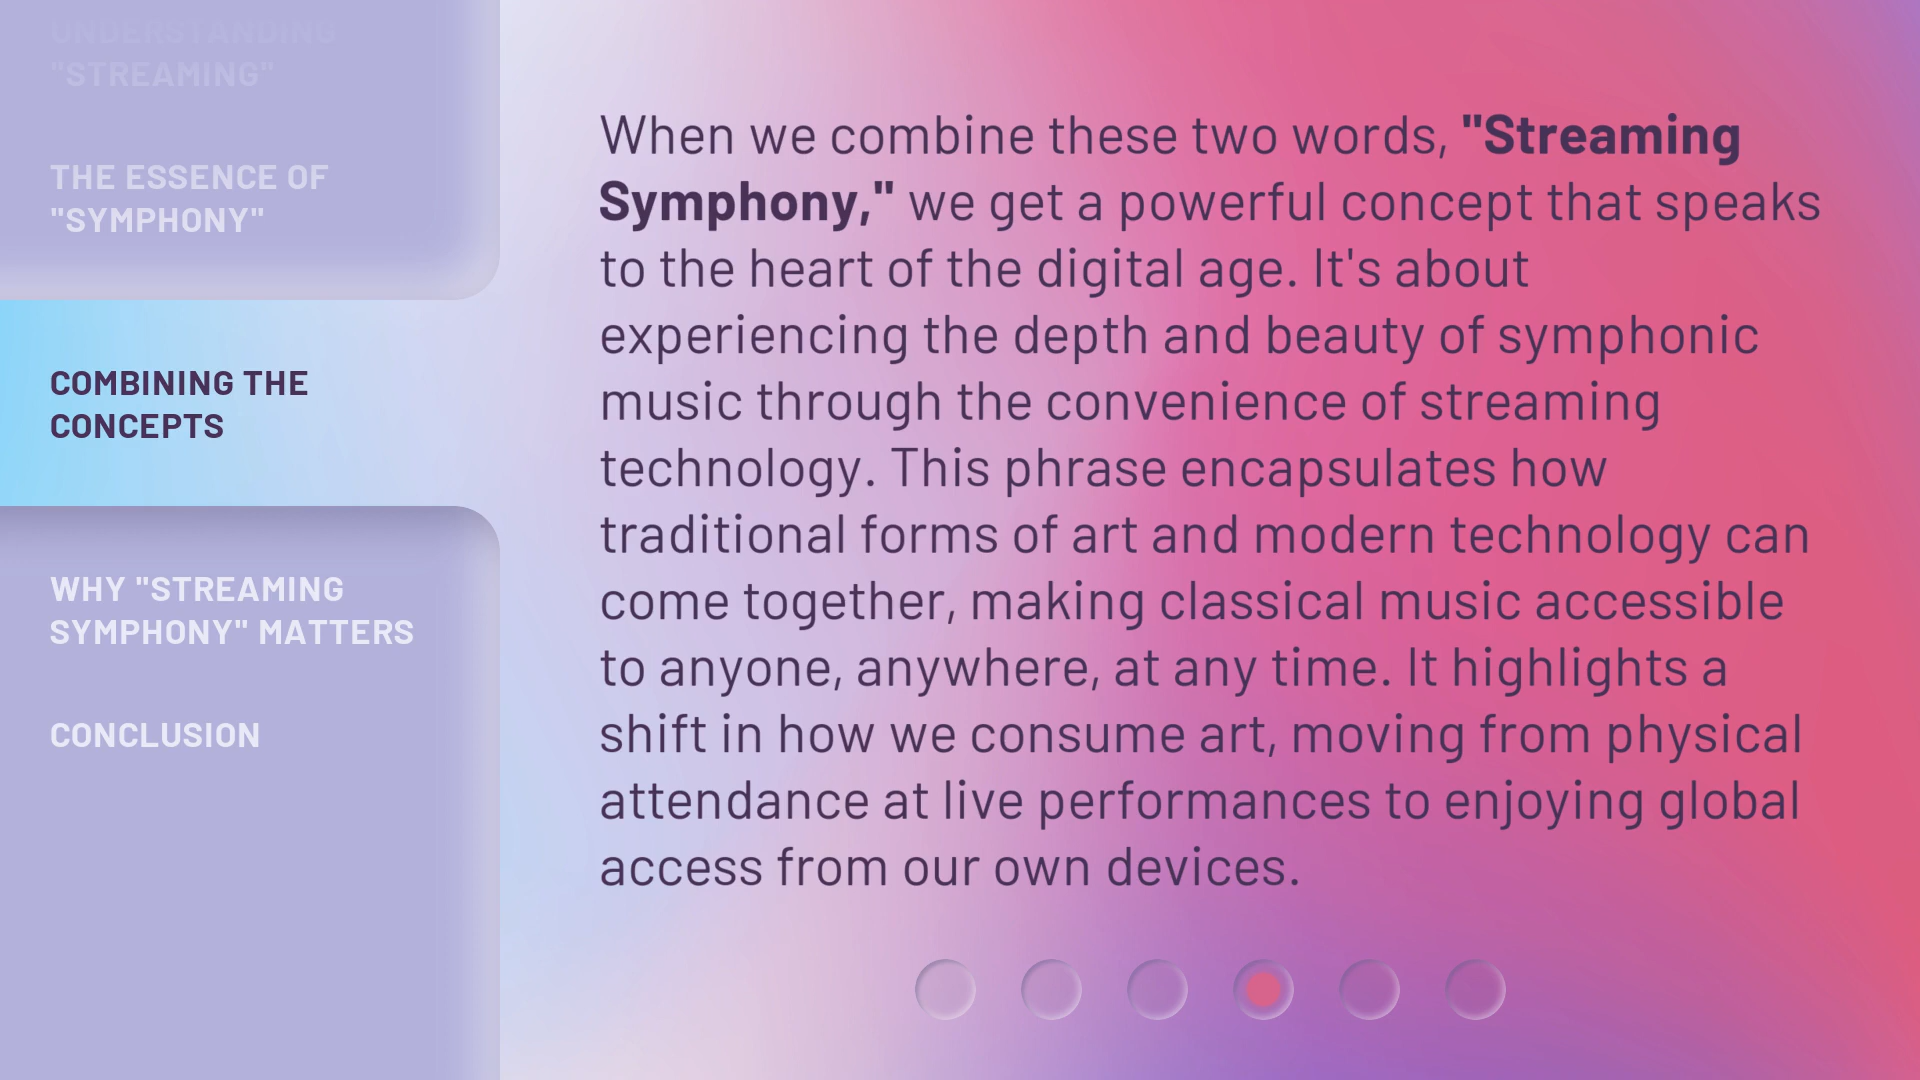 UNDERSTANDING
"STREAMING"
THE ESSENCE OF
"SYMPHONY"
COMBINING THE
CONCEPTS
WHY "STREAMING
SYMPHONY" MATTERS
CONCLUSION
When we combine these two words, "Streaming
Symphony," we get a powerful concept that speaks
to the heart of the digital age. It's about
experiencing the depth and beauty of symphonic
music through the convenience of streaming
technology. This phrase encapsulates how
traditional forms of art and modern technology can
come together, making classical music accessible
to anyone, anywhere, at any time. It highlights a
shift in how we consume art, moving from physical
attendance at live performances to enjoying global
access from our own devices.